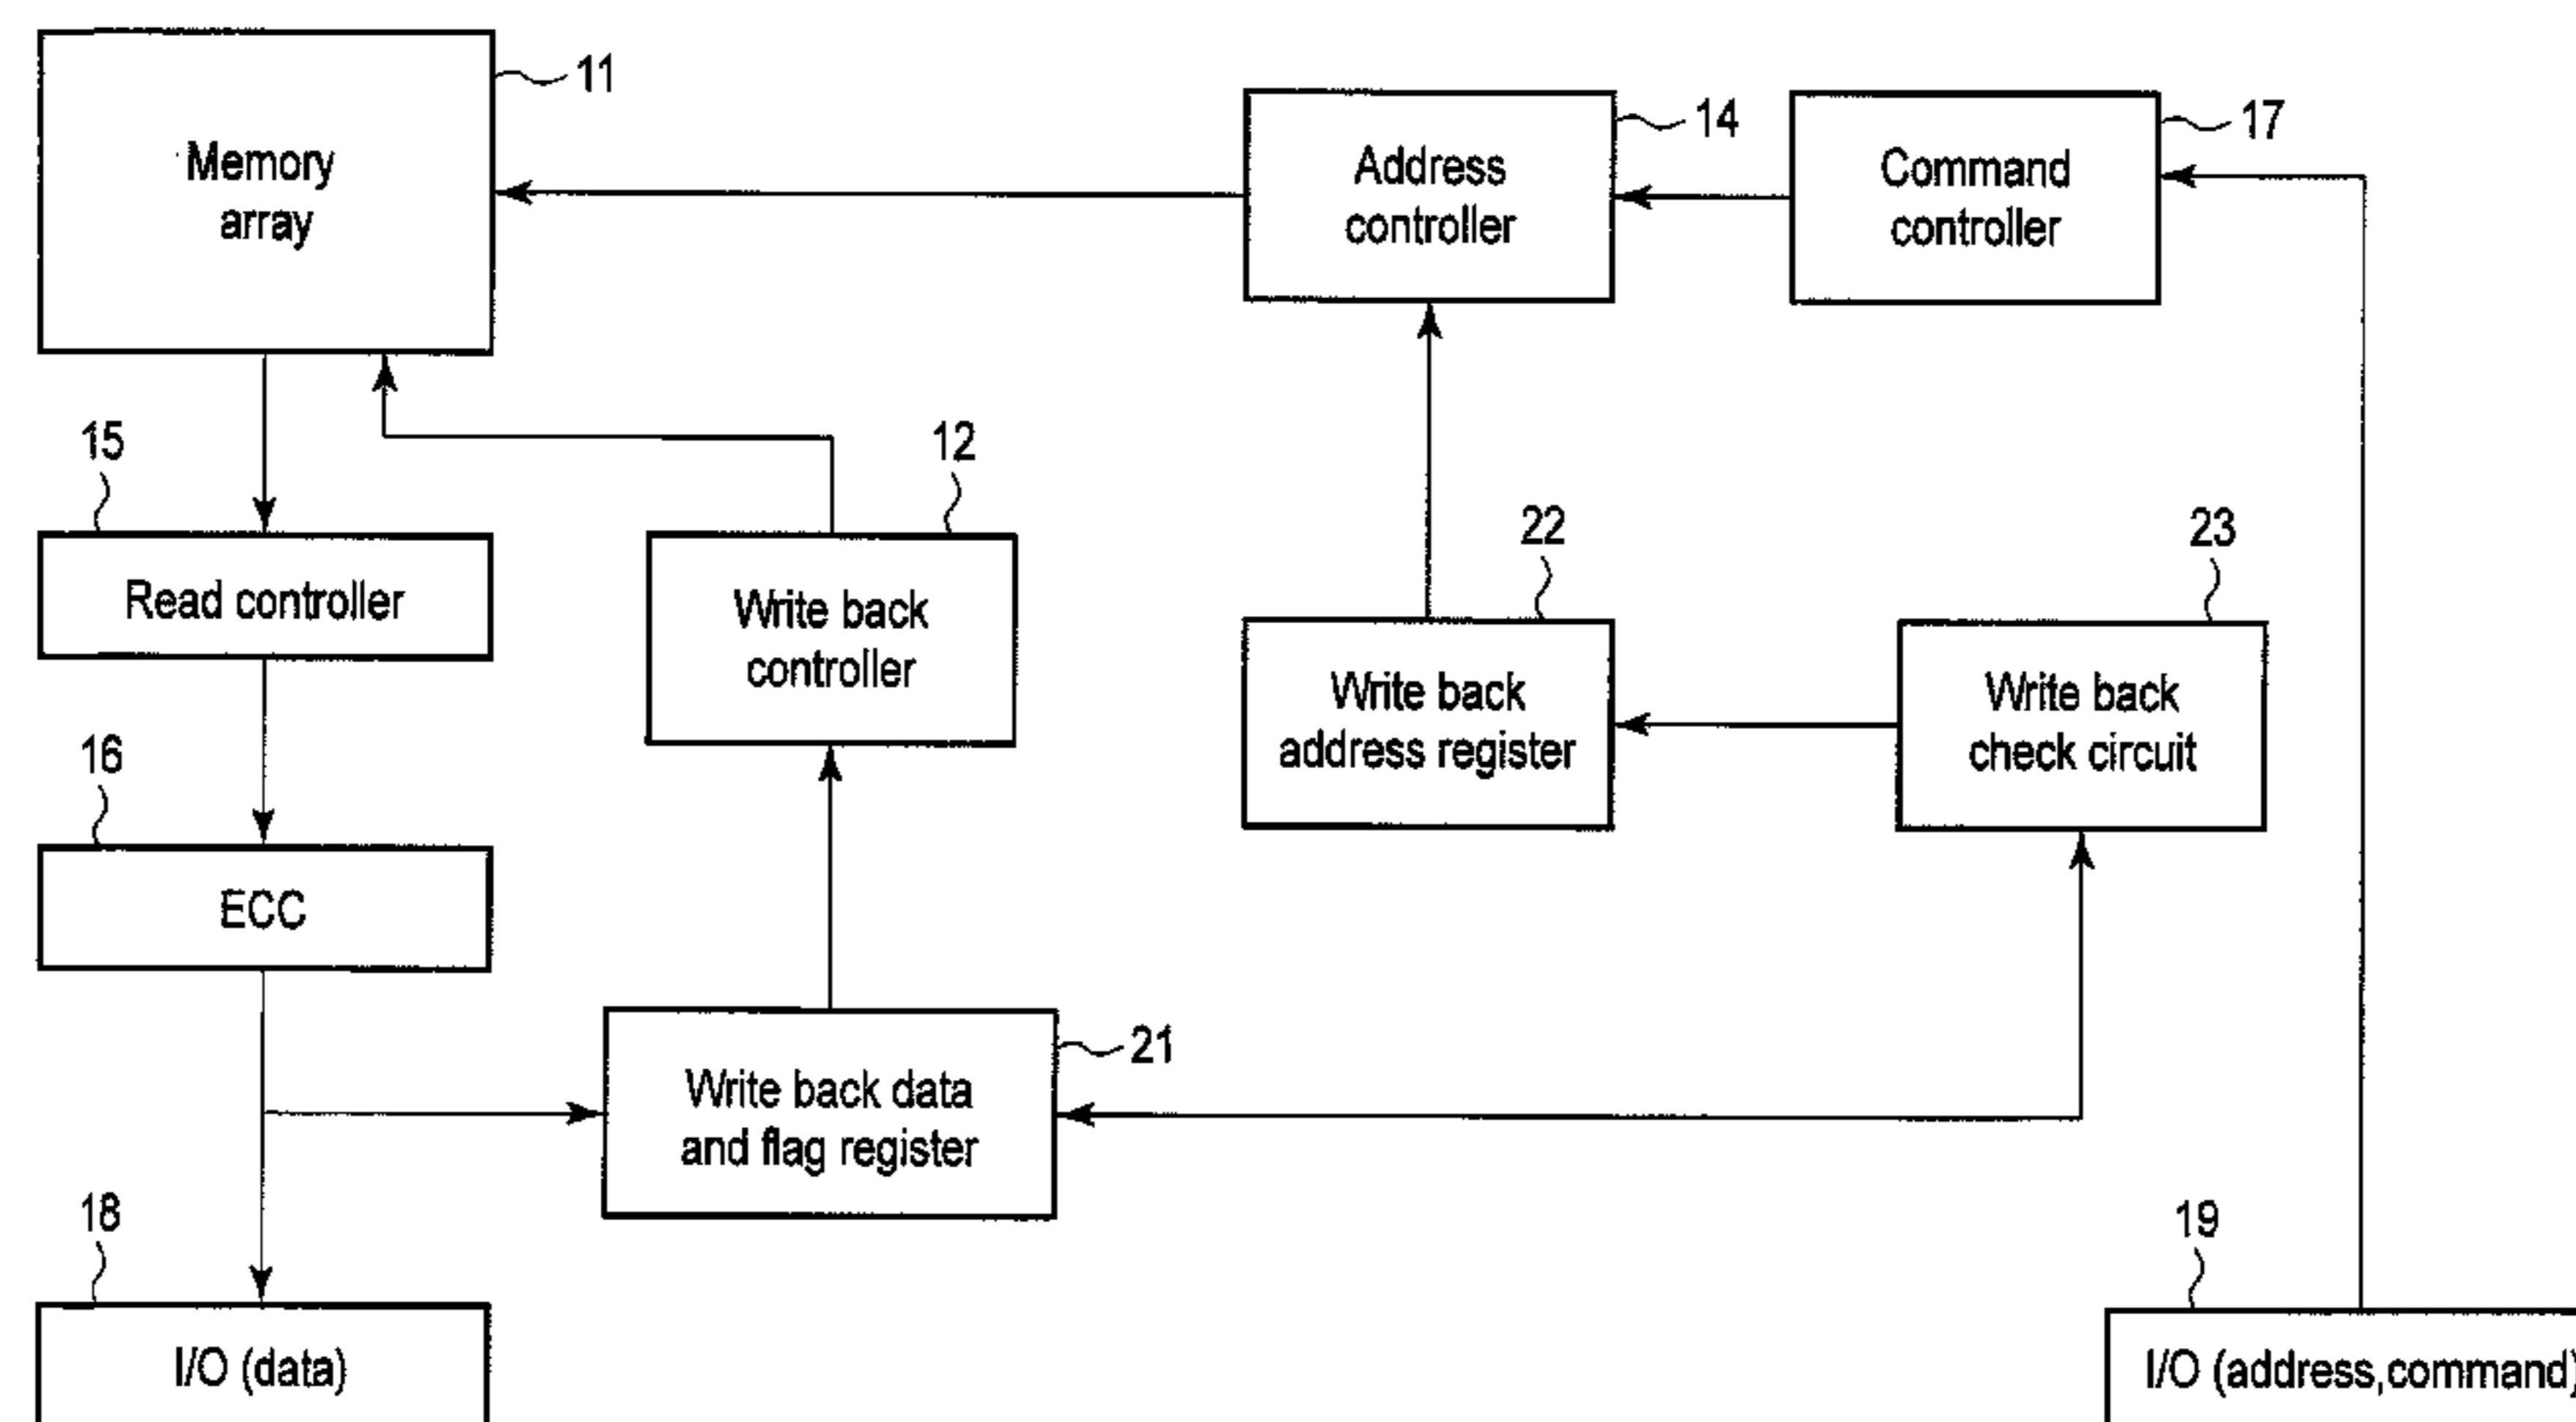 11
Memory
array
14
Address
controller
17
Command
controller
15
Read controller
12
Write back
controller
22
Write back
address register
23
Write back
check circuit
16
ECC
21
Write back data
and flag register
18
I/O (data)
19
I/O (address,command)